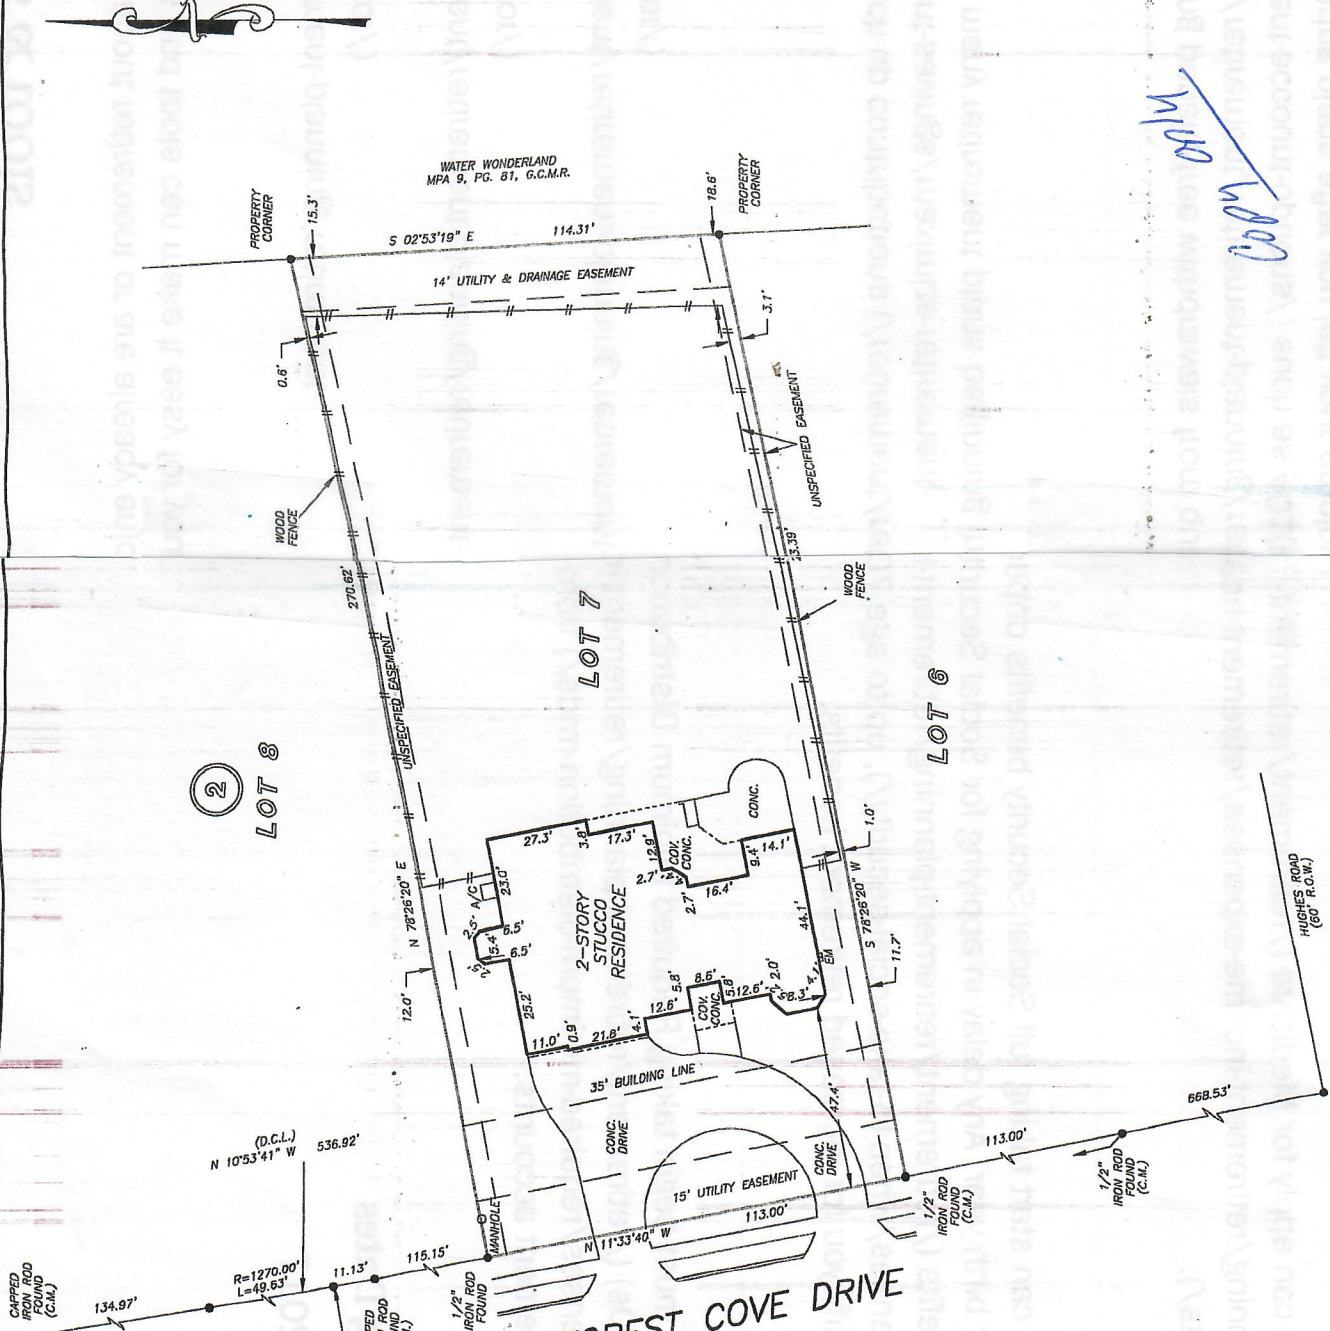 WATER WONDERLAND
MPA 9, PG. 81, G.C.M.R.
PROPERTY
CORNER
15.3'
S 02°53'19" E
114.31'
18.6'
PROPERTY
CORNER
copy only
14' UTILITY & DRAINAGE EASEMENT
0.6'
3.1'
UNSPECIFIED EASEMENT
WOOD
FENCE
270.62'
3.39'
WOOD
FENCE
LOT 7
UNSPECIFIED EASEMENT
LOT 6
2
LOT 8
N 78°26'20" E
12.0'
27.3'
3.8'
17.3'
12.9'
COV.
CONC.
CONC.
9.4'
14.1'
1.0'
2.7'
2.7'
16.4'
A/C
23.0'
6.5'
5.4'
6.5'
25.2'
2-STORY
STUCCO
RESIDENCE
44.1'
EM
S 78°26'20" W
11.7'
11.0'
0.9'
21.8'
4.1'
12.6'
5.8'
8.6'
5.8'
COV.
CONC.
12.6'
2.0'
8.3'
35' BUILDING LINE
47.4'
CONC.
DRIVE
CONC.
DRIVE
15' UTILITY EASEMENT
113.00'
N 11°33'40" W
MANHOLE
HUGHES ROAD
(60' R.O.W.)
668.53'
113.00'
1/2"
IRON ROD
FOUND
(C.M.)
1/2"
IRON ROD
FOUND
(C.M.)
(D.C.L.)
N 10°53'41" W
536.92'
CAPPED
IRON ROD
FOUND
(C.M.)
134.97'
R=1270.00'
L=49.63'
11.13'
115.15'
1/2"
IRON ROD
FOUND
COVE DRIVE